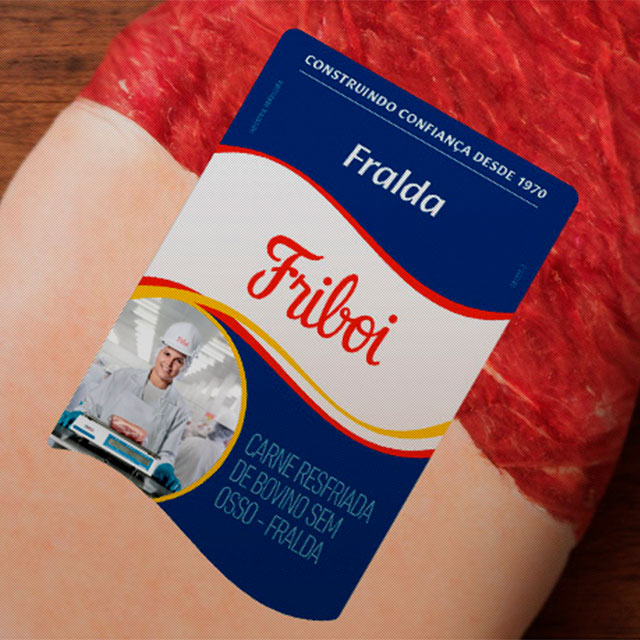 CONSTRUINDO CONFIANÇA DESDE 1970
Fralda
Friboi
CARNE RESFRIADA
DE BOVINO SEM
OSSO - FRALDA